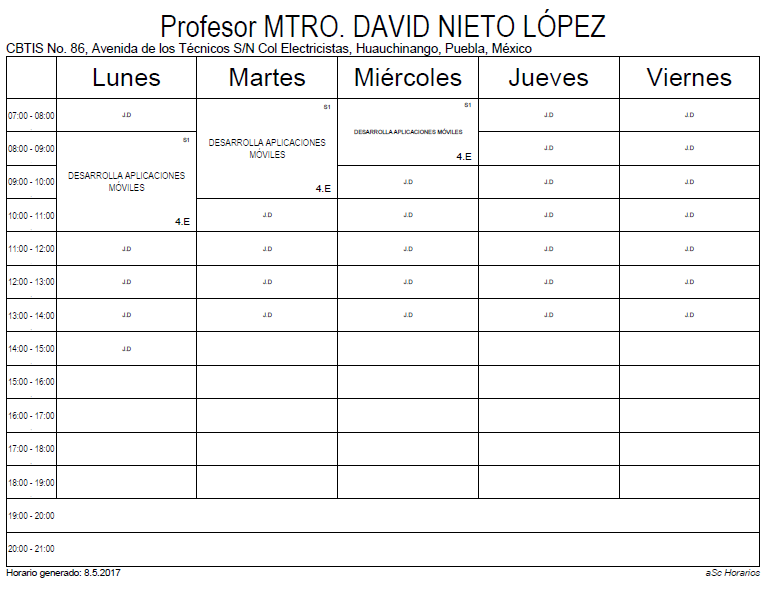 Profesor MTRO. DAVID NIETO LÓPEZ
CBTIS No. 86, Avenida de los Técnicos S/N Col Electricistas, Huauchinango, Puebla, México
Lunes Martes Miércoles Jueves Viernes
07:00 - 08:00 J.D S1 S1 J.D J.D
DESARROLLA APLICACIONES MÓVILES
08:00 - 09:00 S1 DESARROLLA APLICACIONES J.D J.D
MÓVILES
4.E
09:00 - 10:00 DESARROLLA APLICACIONES J.D J.D J.D
MÓVILES
4.E
10:00 - 11:00 J.D J.D J.D J.D
4.E
11:00 - 12:00 J.D J.D J.D J.D J.D
12:00 - 13:00 J.D J.D J.D J.D J.D
13:00 - 14:00 J.D J.D J.D J.D J.D
14:00 - 15:00 J.D
15:00 - 16:00
16:00 - 17:00
17:00 - 18:00
18:00 - 19:00
19:00 - 20:00
20:00 - 21:00
Horario generado: 8.5.2017 aSc Horarios